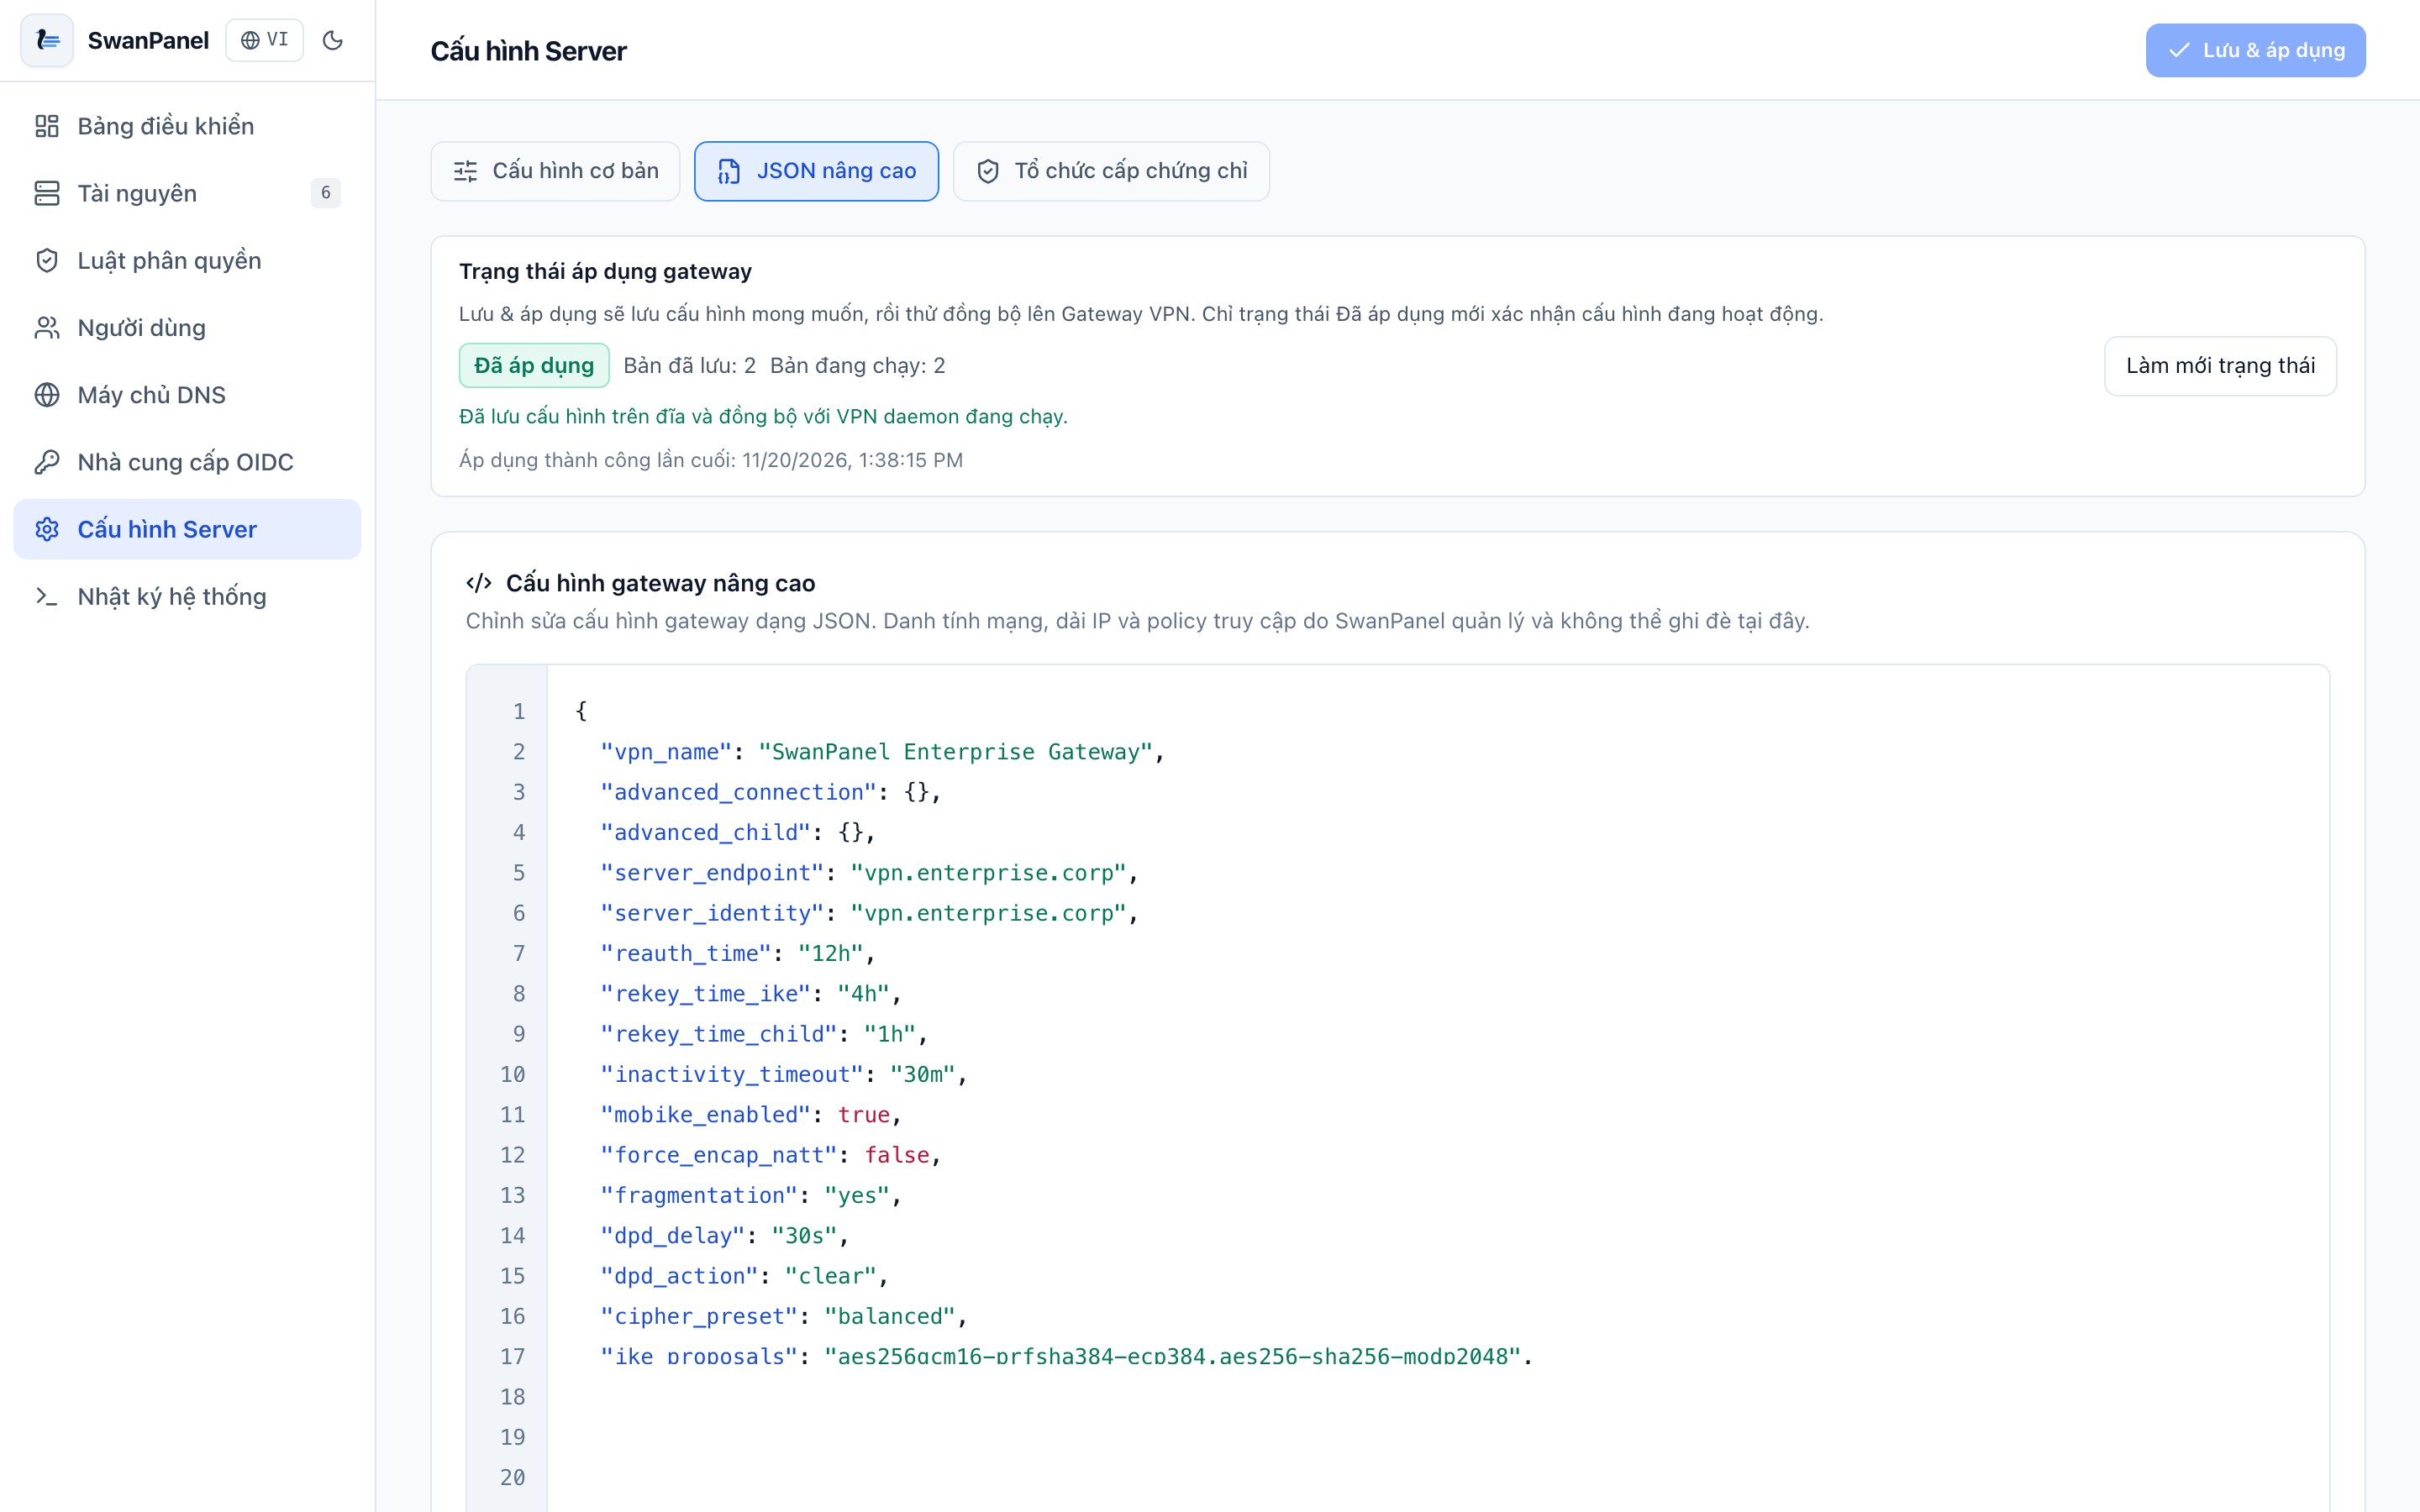 SwanPanel
VI
Bảng điều khiển
Tài nguyên
6
Luật phân quyền
Người dùng
Máy chủ DNS
Nhà cung cấp OIDC
Cấu hình Server
Nhật ký hệ thống
Cấu hình Server
Lưu & áp dụng
Cấu hình cơ bản
JSON nâng cao
Tổ chức cấp chứng chỉ
Trạng thái áp dụng gateway
Lưu & áp dụng sẽ lưu cấu hình mong muốn, rồi thử đồng bộ lên Gateway VPN. Chỉ trạng thái Đã áp dụng mới xác nhận cấu hình đang hoạt động.
Đã áp dụng Bản đã lưu: 2 Bản đang chạy: 2
Làm mới trạng thái
Đã lưu cấu hình trên đĩa và đồng bộ với VPN daemon đang chạy.
Áp dụng thành công lần cuối: 11/20/2026, 1:38:15 PM
</> Cấu hình gateway nâng cao
Chỉnh sửa cấu hình gateway dạng JSON. Danh tính mạng, dải IP và policy truy cập do SwanPanel quản lý và không thể ghi đè tại đây.
1 {
2 "vpn_name": "SwanPanel Enterprise Gateway",
3 "advanced_connection": {},
4 "advanced_child": {},
5 "server_endpoint": "vpn.enterprise.corp",
6 "server_identity": "vpn.enterprise.corp",
7 "reauth_time": "12h",
8 "rekey_time_ike": "4h",
9 "rekey_time_child": "1h",
10 "inactivity_timeout": "30m",
11 "mobike_enabled": true,
12 "force_encap_natt": false,
13 "fragmentation": "yes",
14 "dpd_delay": "30s",
15 "dpd_action": "clear",
16 "cipher_preset": "balanced",
17 "ike_proposals": "aes256gcm16-prfsha384-ecp384,aes256-sha256-modp2048",
18
19
20